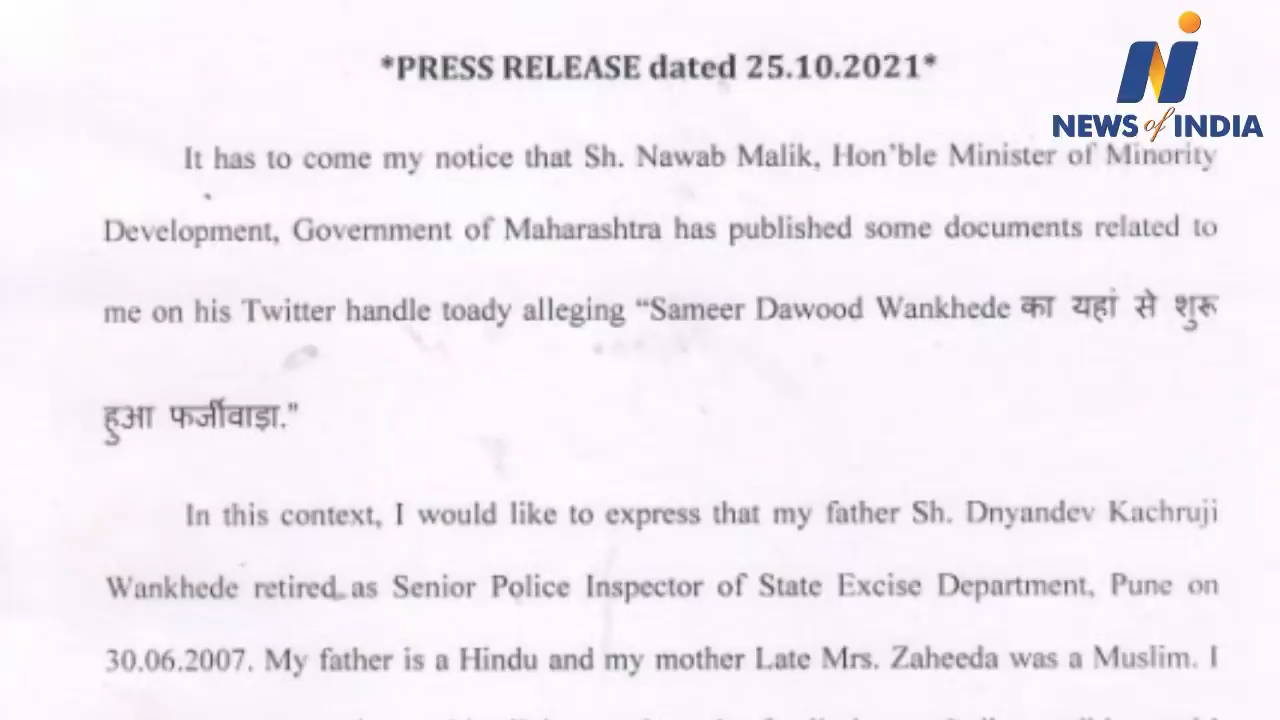 *PRESS RELEASE dated 25.10.2021*
NEWS of INDIA
It has to come my notice that Sh. Nawab Malik, Hon'ble Minister of Minority
Development, Government of Maharashtra has published some documents related to
me on his Twitter handle toady alleging “Sameer Dawood Wankhede का यहां से शुरू
हुआ फर्जीवाड़ा.”
In this context, I would like to express that my father Sh. Dnyandev Kachruji
Wankhede retired as Senior Police Inspector of State Excise Department, Pune on
30.06.2007. My father is a Hindu and my mother Late Mrs. Zaheeda was a Muslim. I